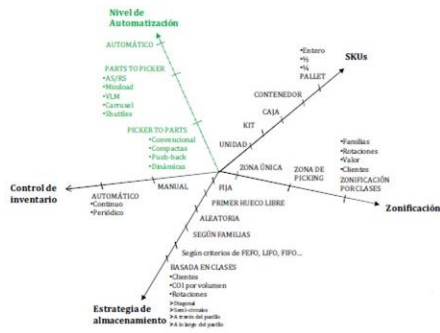 Nivel de
Automatización
AUTOMÁTICO
PARTS TO PICKER
•AS/RS
•Miniload
•VLM
•Carrusel
•Shuttles
PICKER TO PARTS
•Convencional
•Compactas
•Push-back
•Dinámicas
•Entero
•½
•¼
PALLET
SKUs
CONTENEDOR
CAJA
KIT
UNIDAD
•Familias
•Rotaciones
•Valor
•Clientes
ZONIFICACIÓN
POR CLASES
ZONA DE
PICKING
ZONA ÚNICA
Zonificación
Control de
inventario
AUTOMÁTICO
•Continuo
•Periódico
MANUAL
FIJA
PRIMER HUECO LIBRE
ALEATORIA
SEGÚN FAMILIAS
Según criterios de FEFO, LIFO, FIFO...
BASADA EN CLASES
•Clientes
•COI por volumen
•Rotaciones
➢Diagonal
➢Semi-círculos
➢A través del pasillo
➢A lo largo del pasillo
Estrategia de
almacenamiento